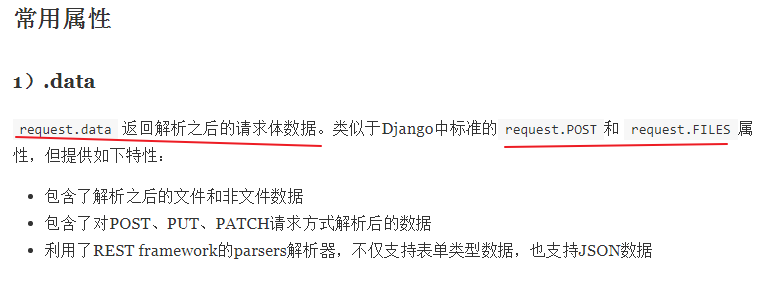 常用属性
1）.data
request.data 返回解析之后的请求体数据。类似于Django中标准的 request.POST 和 request.FILES 属
性，但提供如下特性：
• 包含了解析之后的文件和非文件数据
• 包含了对POST、PUT、PATCH请求方式解析后的数据
• 利用了REST framework的parsers解析器，不仅支持表单类型数据，也支持JSON数据